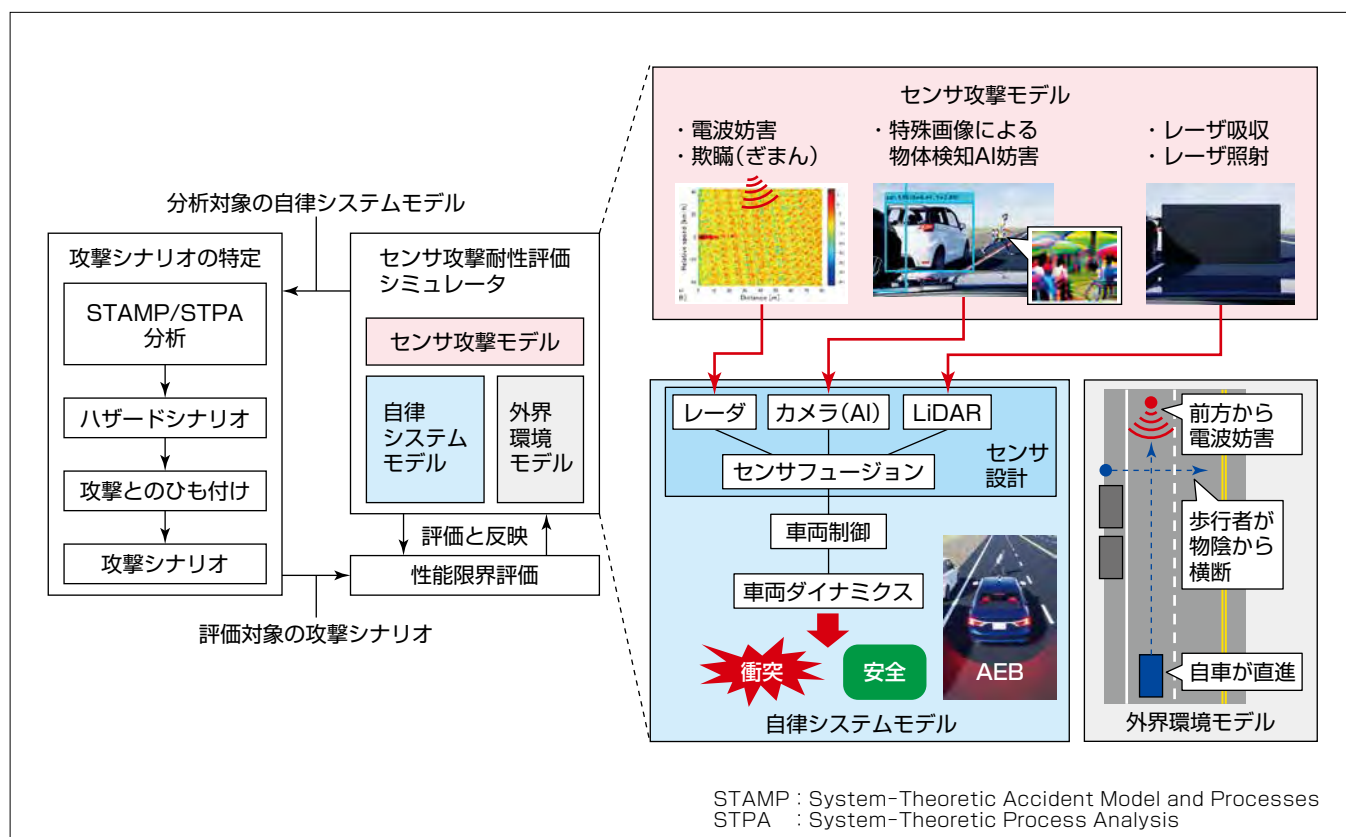 分析対象の自律システムモデル
攻撃シナリオの特定
STAMP/STPA
分析
ハザードシナリオ
攻撃とのひも付け
攻撃シナリオ
センサ攻撃耐性評価
シミュレータ
センサ攻撃モデル
自律
システム
モデル
外界
環境
モデル
評価と反映
性能限界評価
評価対象の攻撃シナリオ
センサ攻撃モデル
・電波妨害
・欺瞞(ぎまん)
・特殊画像による
物体検知AI妨害
・レーザ吸収
・レーザ照射
Relative speed [km/h]
Distance [m]
レーダ
カメラ(AI)
LiDAR
センサフュージョン
センサ
設計
車両制御
車両ダイナミクス
衝突
安全
AEB
自律システムモデル
前方から
電波妨害
歩行者が
物陰から
横断
自車が直進
外界環境モデル
STAMP : System-Theoretic Accident Model and Processes
STPA : System-Theoretic Process Analysis